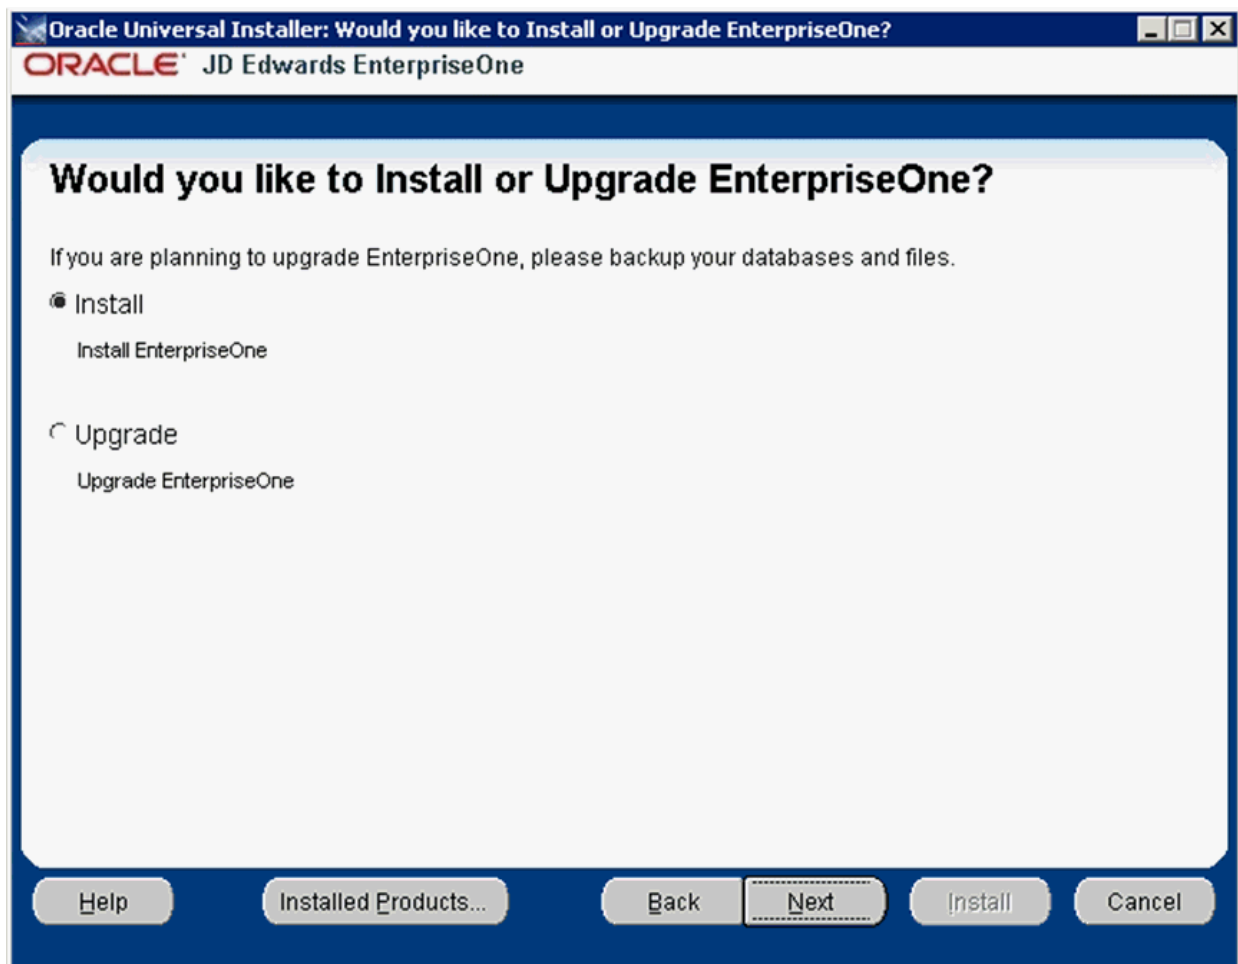 Oracle Universal Installer: Would you like to Install or Upgrade EnterpriseOne?
ORACLE JD Edwards EnterpriseOne
Would you like to Install or Upgrade EnterpriseOne?
If you are planning to upgrade EnterpriseOne, please backup your databases and files.
Install
Install EnterpriseOne
Upgrade
Upgrade EnterpriseOne
Help Installed Products... Back Next Install Cancel